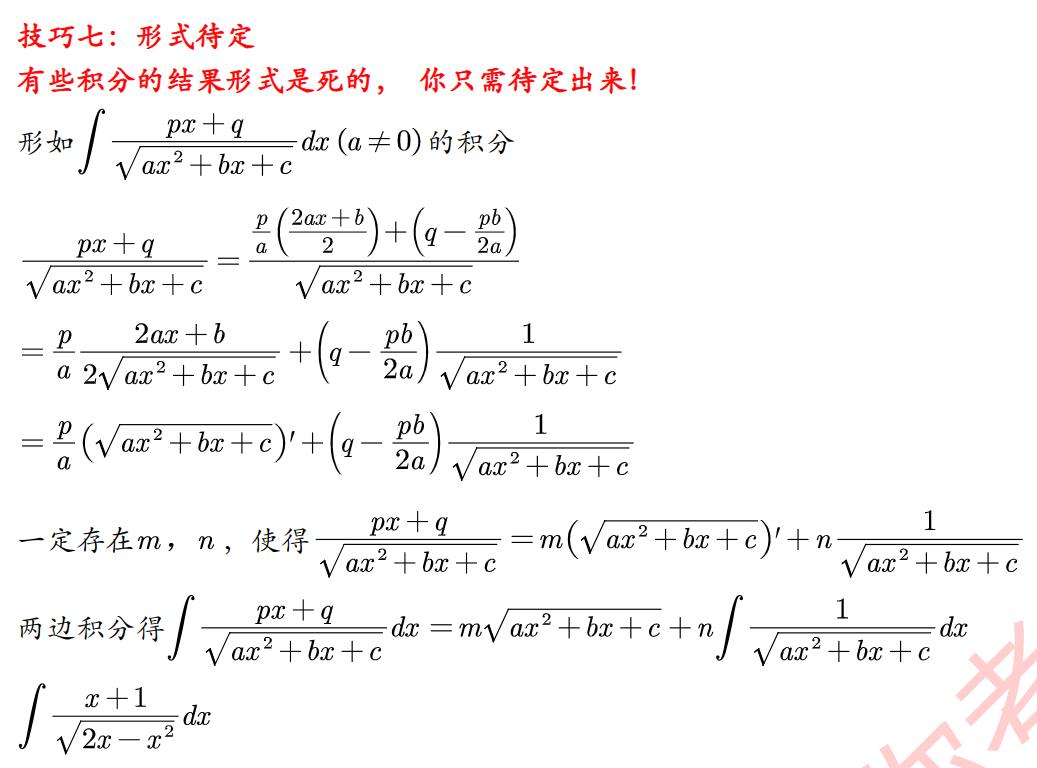 技巧七：形式待定
有些积分的结果形式是死的， 你只需待定出来!
形如 $\int \frac{px+q}{\sqrt{ax^2+bx+c}}dx\,(a\neq 0)$ 的积分
$\frac{px+q}{\sqrt{ax^2+bx+c}}=\frac{\frac{p}{a}\left(\frac{2ax+b}{2}\right)+\left(q-\frac{pb}{2a}\right)}{\sqrt{ax^2+bx+c}}$
$=\frac{p}{a}\frac{2ax+b}{2\sqrt{ax^2+bx+c}}+\left(q-\frac{pb}{2a}\right)\frac{1}{\sqrt{ax^2+bx+c}}$
$=\frac{p}{a}\left(\sqrt{ax^2+bx+c}\right)'+\left(q-\frac{pb}{2a}\right)\frac{1}{\sqrt{ax^2+bx+c}}$
一定存在 $m$，$n$ ，使得 $\frac{px+q}{\sqrt{ax^2+bx+c}}=m\left(\sqrt{ax^2+bx+c}\right)'+n\frac{1}{\sqrt{ax^2+bx+c}}$
两边积分得 $\int \frac{px+q}{\sqrt{ax^2+bx+c}}dx=m\sqrt{ax^2+bx+c}+n\int \frac{1}{\sqrt{ax^2+bx+c}}dx$
$\int \frac{x+1}{\sqrt{2x-x^2}}dx$